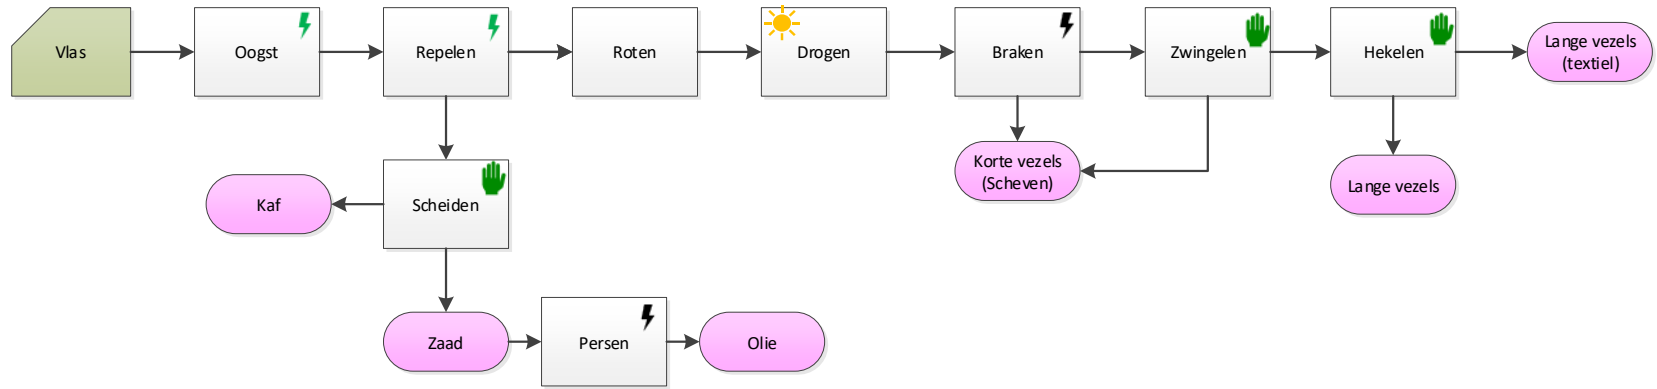 Vlas
Oogst
Repelen
Roten
Drogen
Braken
Zwingelen
Hekelen
Lange vezels
(textiel)
Korte vezels
(Scheven)
Lange vezels
Kaf
Scheiden
Zaad
Persen
Olie